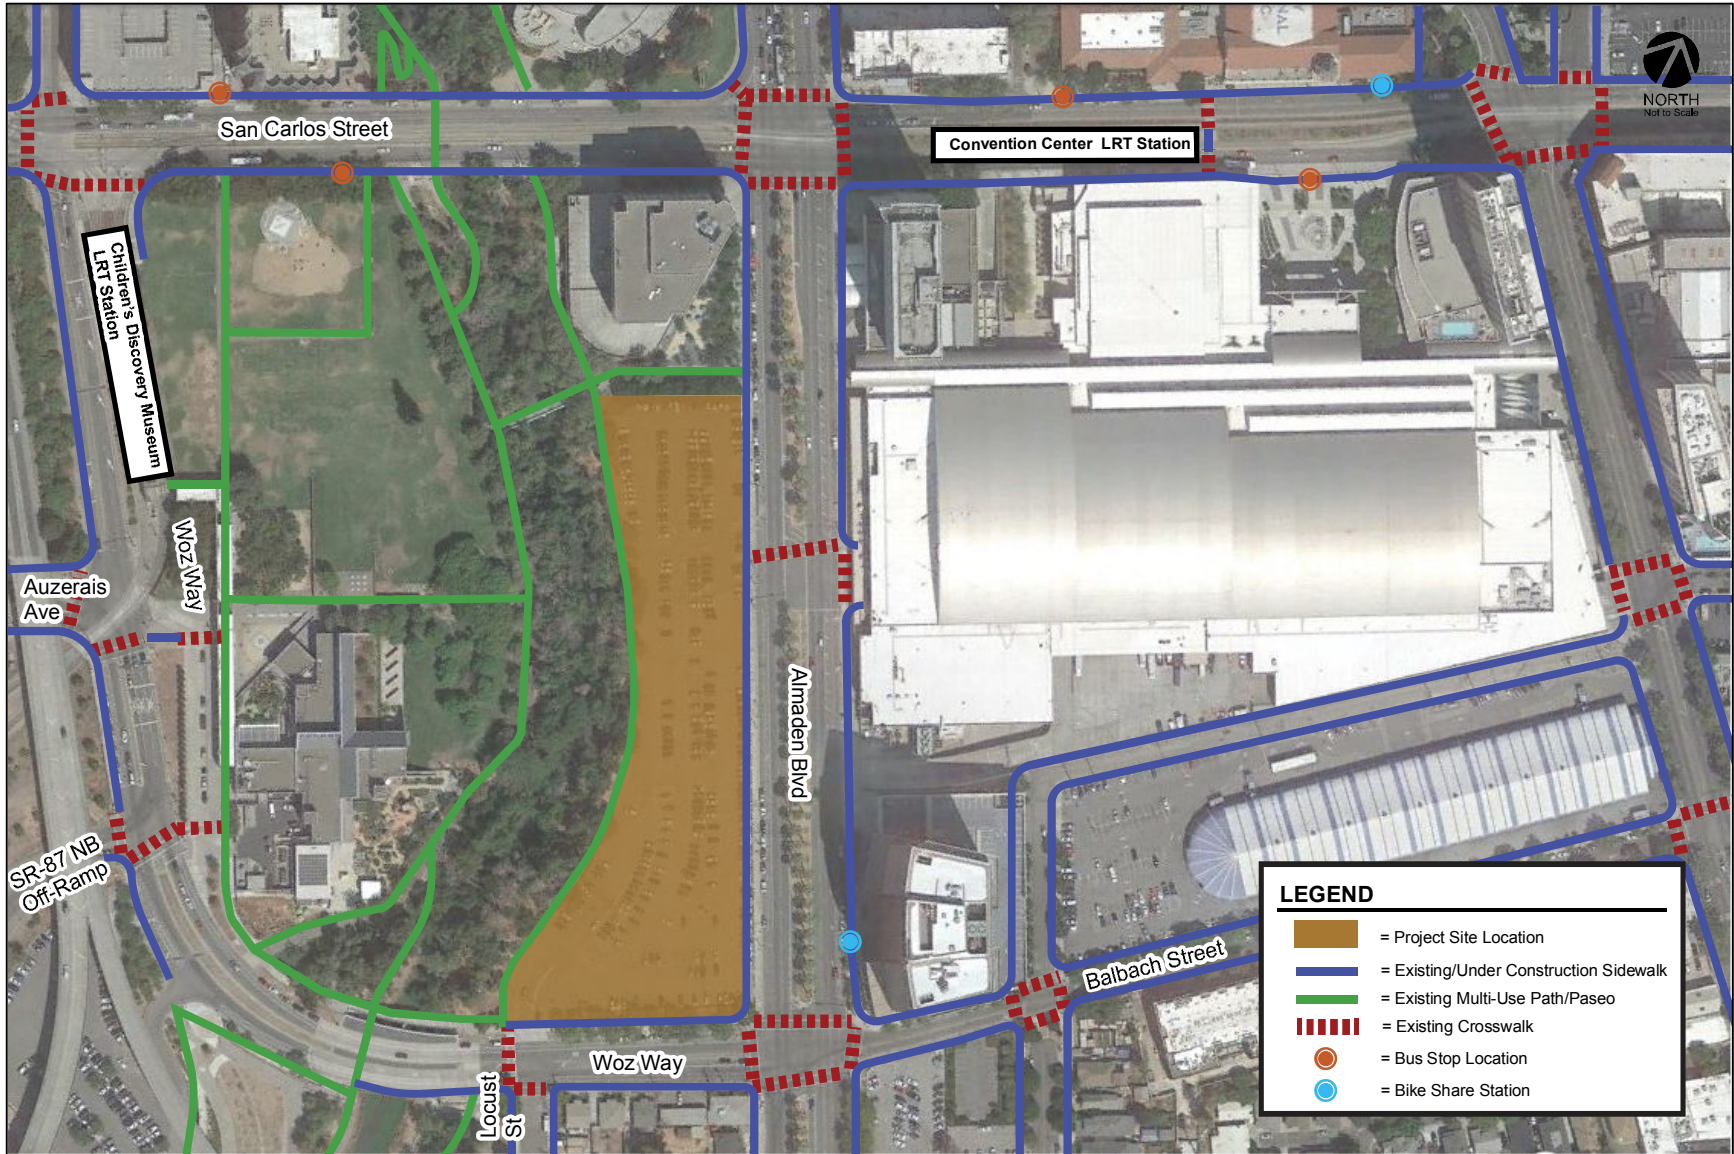 NAL
C
NORTH
Not to Scale
San Carlos Street
Convention Center LRT Station
Children's Discovery Museum
LRT Station
Woz Way
Auzerais
Ave
Almaden Blvd
SR-87 NB
Off-Ramp
Balbach Street
Woz Way
Locust
St
LEGEND
= Project Site Location
= Existing/Under Construction Sidewalk
= Existing Multi-Use Path/Paseo
= Existing Crosswalk
= Bus Stop Location
= Bike Share Station